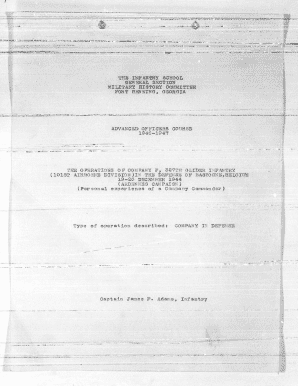 THE INFANTRY SCHOOL
GENERAL SECTION
MILITARY HISTORY COMMITTEE
FORT BENNING, GEORGIA
ADVANCED OFFICERS COURSE
1946-1947
THE OPERATIONS OF COMPANY F, 327TH GLIDER INFANTRY
(101ST AIRBORNE DIVISION) IN THE DEFENSE OF BASTOGNE, BELGIUM
19-20 DECEMBER 1944
(ARDENNES CAMPAIGN)
(Personal experience of a Company Commander)
Type of operation described: COMPANY IN DEFENSE
Captain James F. Adams, Infantry